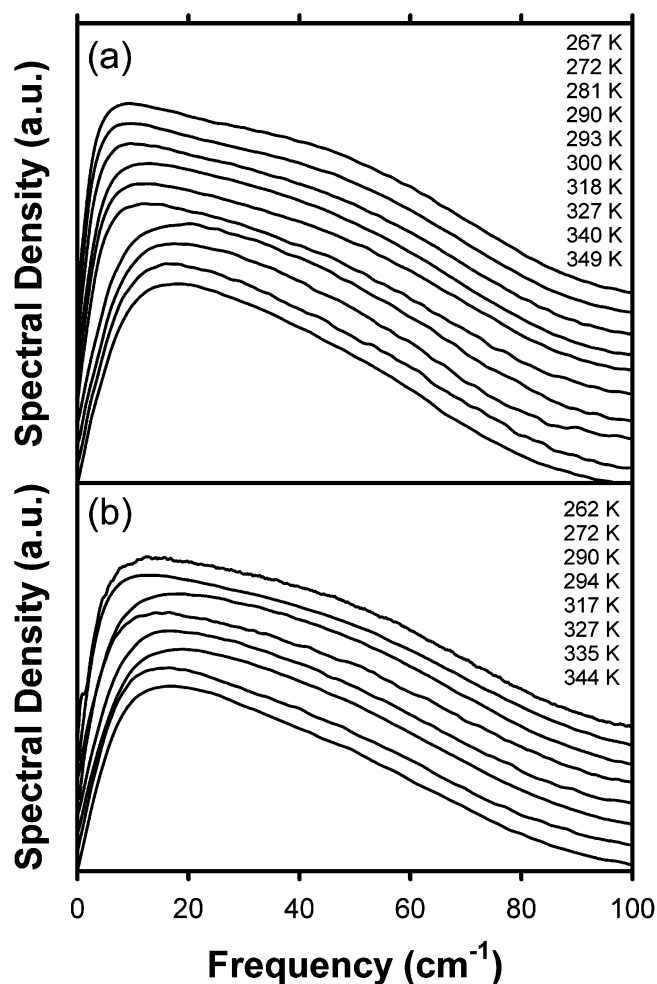 (a)
267 K
272 K
281 K
290 K
293 K
300 K
318 K
327 K
340 K
349 K
Spectral Density (a.u.)
(b)
262 K
272 K
290 K
294 K
317 K
327 K
335 K
344 K
Spectral Density (a.u.)
0 20 40 60 80 100
Frequency (cm⁻¹)